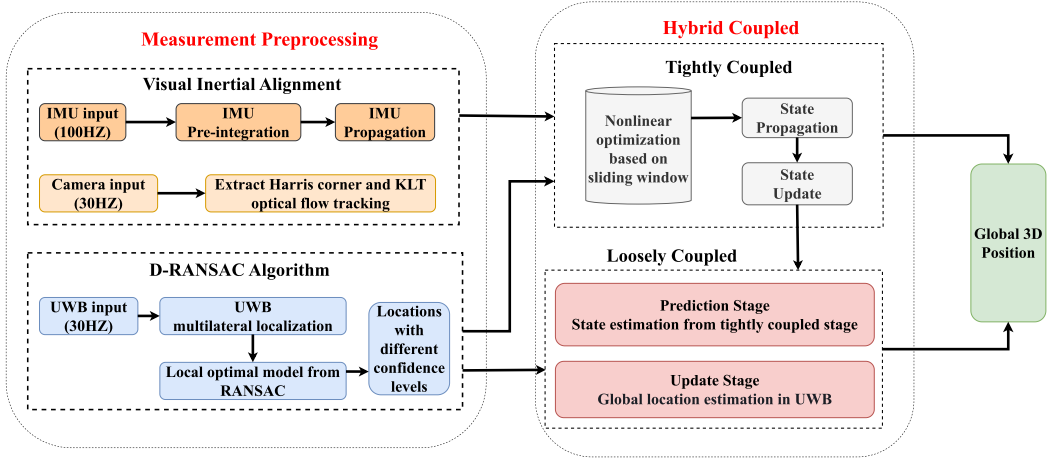 Measurement Preprocessing
Visual Inertial Alignment
IMU input
(100HZ)
IMU
Pre-integration
IMU
Propagation
Camera input
(30HZ)
Extract Harris corner and KLT
optical flow tracking
D-RANSAC Algorithm
UWB input
(30HZ)
UWB
multilateral localization
Local optimal model from
RANSAC
Locations
with
different
confidence
levels
Hybrid Coupled
Tightly Coupled
Nonlinear
optimization
based on
sliding window
State
Propagation
State
Update
Loosely Coupled
Prediction Stage
State estimation from tightly coupled stage
Update Stage
Global location estimation in UWB
Global 3D
Position